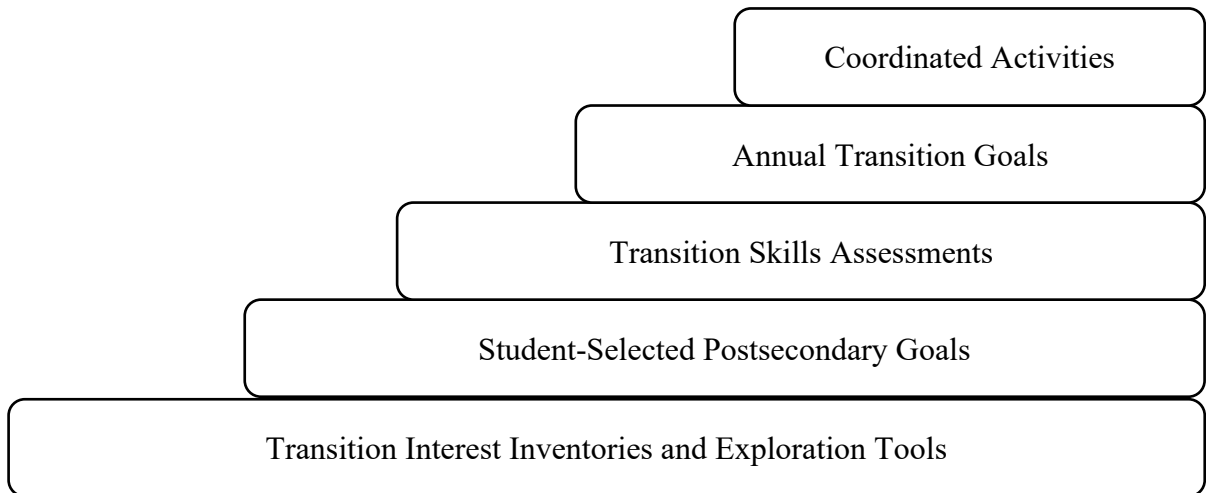 Coordinated Activities
Annual Transition Goals
Transition Skills Assessments
Student-Selected Postsecondary Goals
Transition Interest Inventories and Exploration Tools